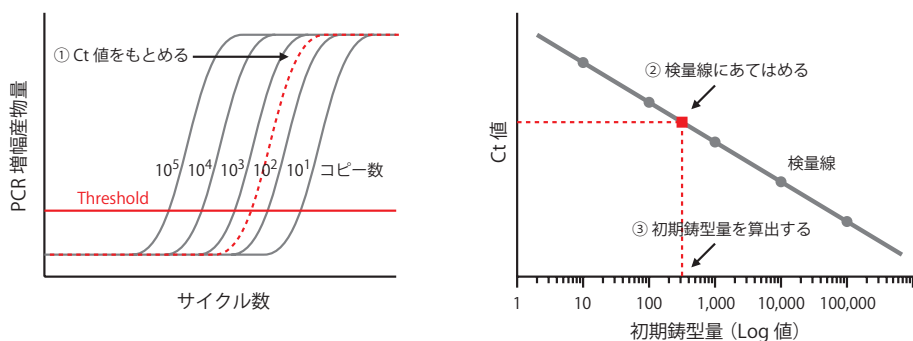 PCR 増幅産物量
① Ct 値をもとめる
10⁵ 10⁴ 10³ 10² 10¹ コピー数
Threshold
サイクル数
Ct 値
② 検量線にあてはめる
検量線
③ 初期鋳型量を算出する
1 10 100 1,000 10,000 100,000
初期鋳型量（Log 値）